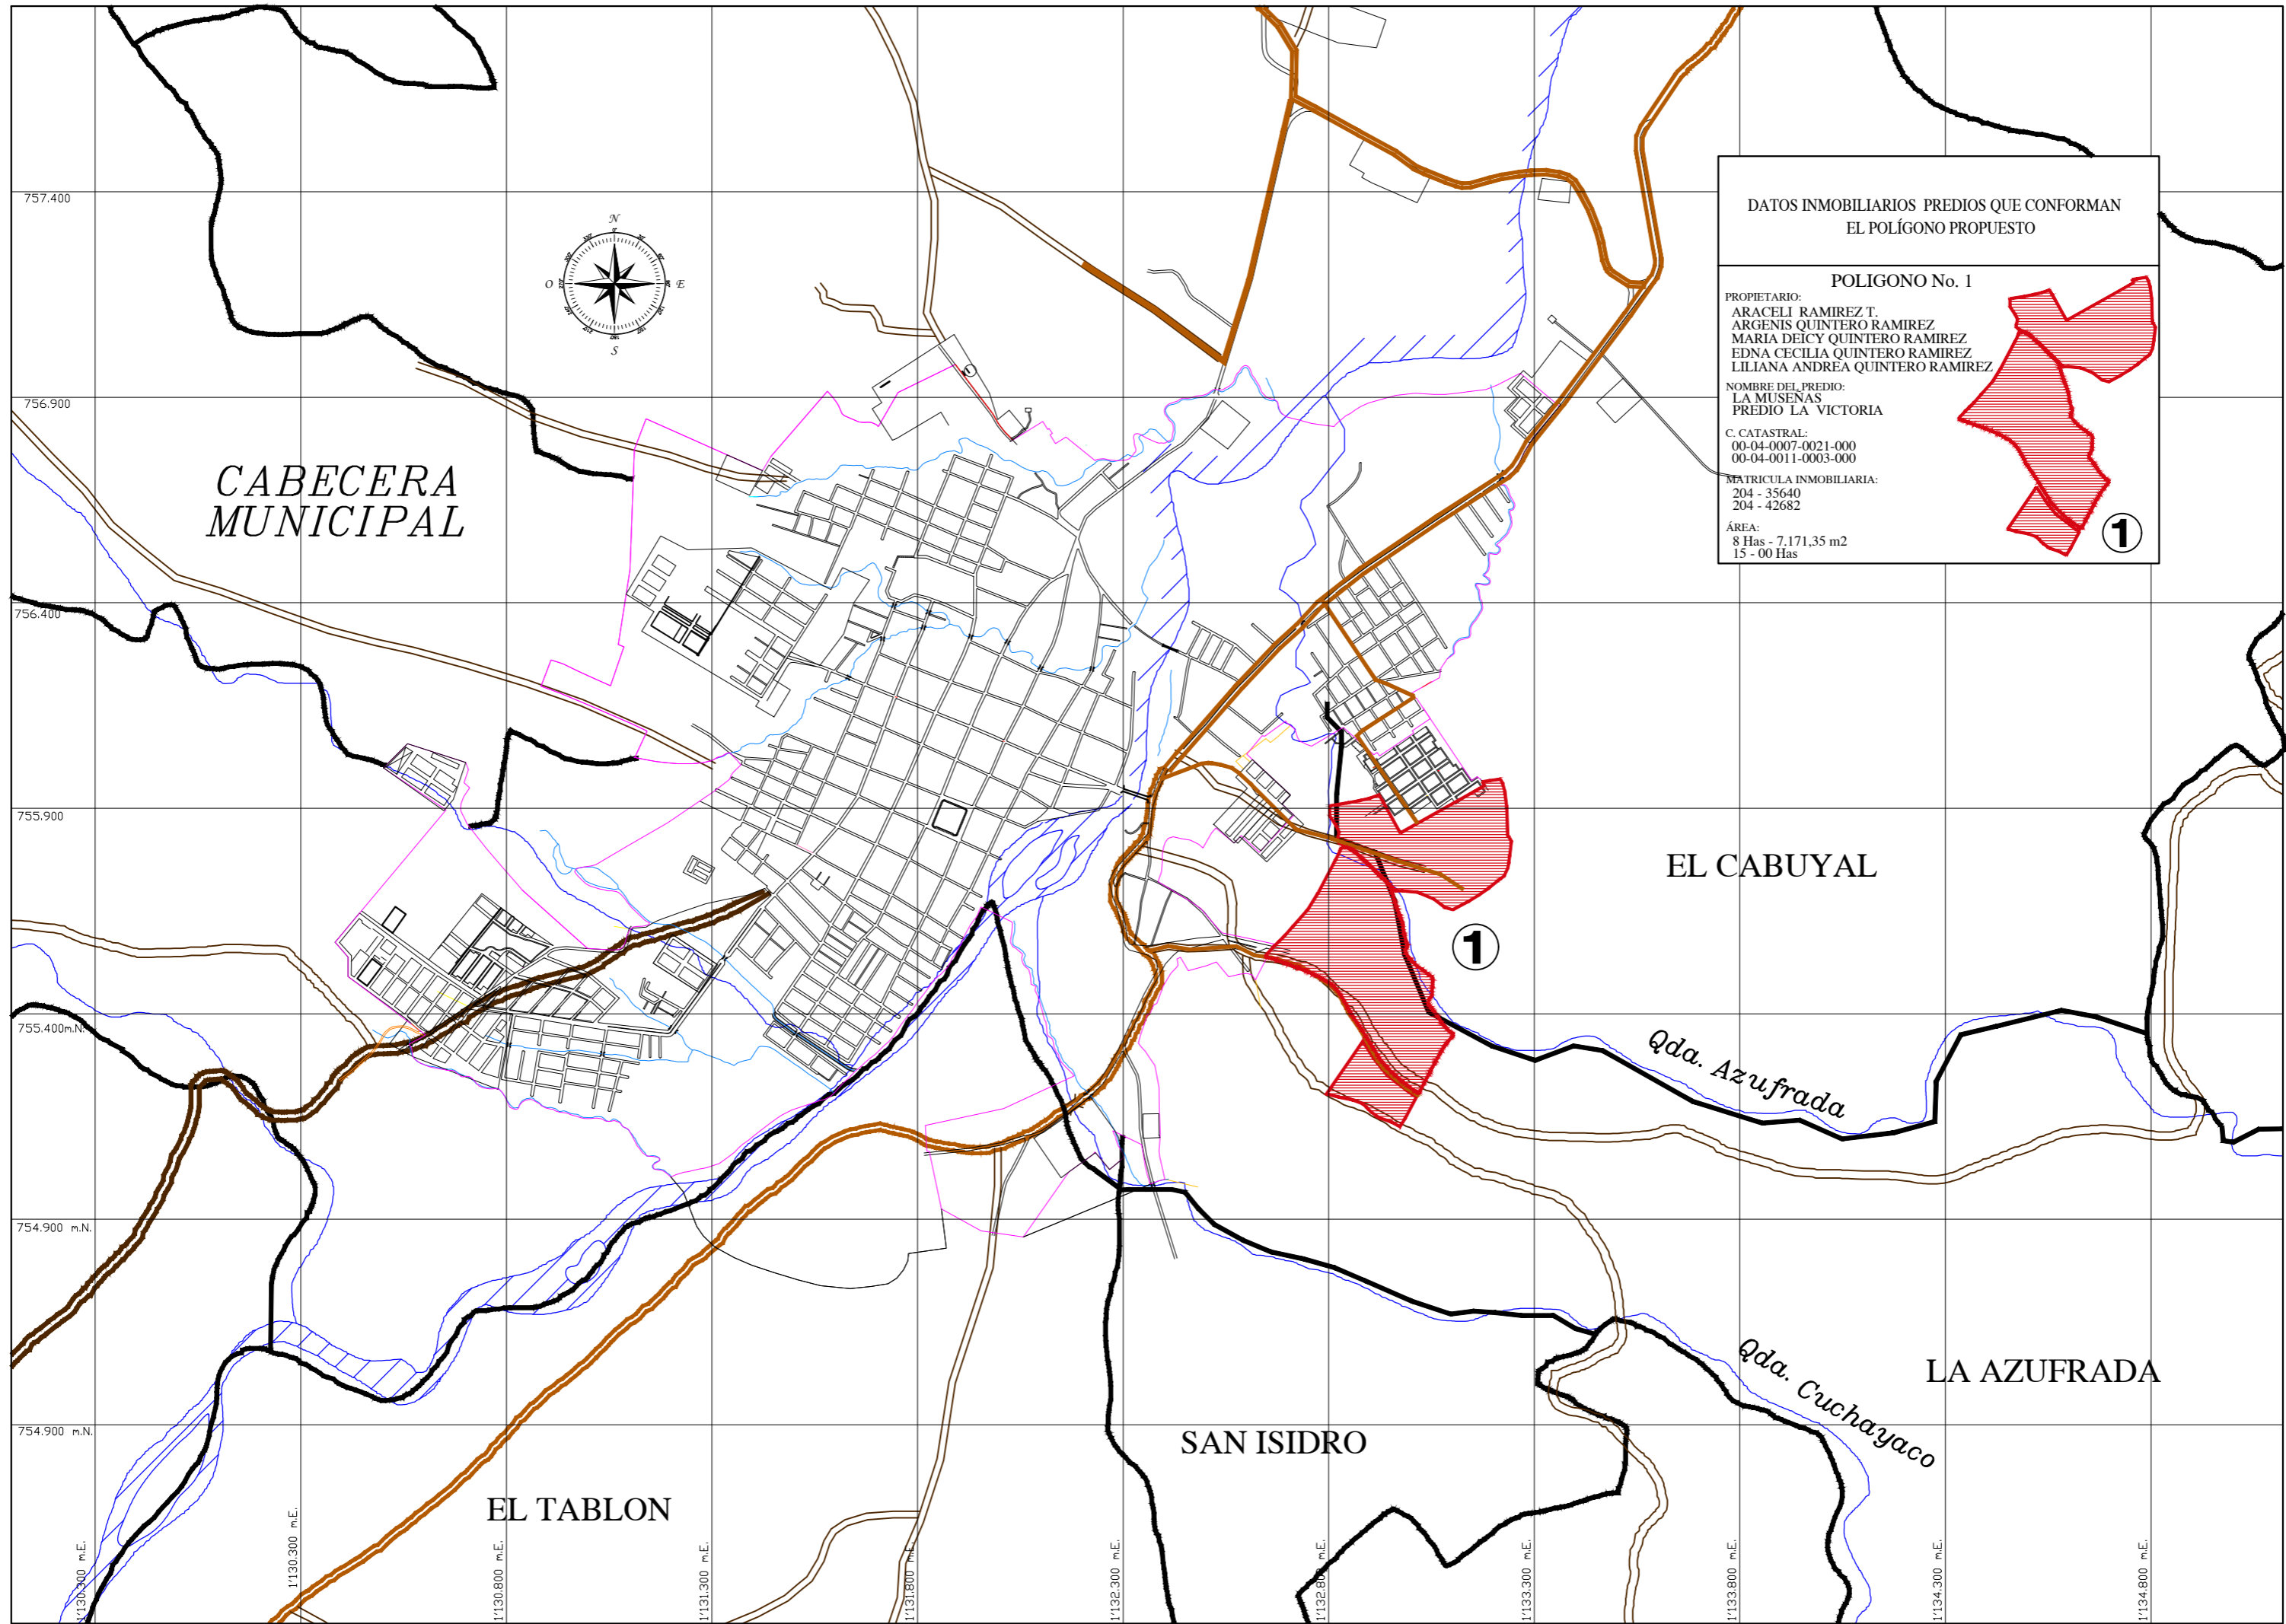 757.400
N
O
E
S
756.900
CABECERA
MUNICIPAL
756.400
755.900
755.400m.N.
754.900 m.N.
754.900 m.N.
DATOS INMOBILIARIOS PREDIOS QUE CONFORMAN
EL POLÍGONO PROPUESTO
POLIGONO No. 1
PROPIETARIO:
ARACELI RAMIREZ T.
ARGENIS QUINTERO RAMIREZ
MARIA DEICY QUINTERO RAMIREZ
EDNA CECILIA QUINTERO RAMIREZ
LILIANA ANDREA QUINTERO RAMIREZ
NOMBRE DEL PREDIO:
LA MUSEÑAS
PREDIO LA VICTORIA
C. CATASTRAL:
00-04-0007-0021-000
00-04-0011-0003-000
MATRICULA INMOBILIARIA:
204 - 35640
204 - 42682
ÁREA:
8 Has - 7.171,35 m2
15 - 00 Has
1
EL CABUYAL
1
Qda. Azufrada
Qda. Cuchayaco
LA AZUFRADA
SAN ISIDRO
EL TABLON
1'130.300 m.E.
1'130.300 m.E.
1'130.800 m.E.
1'131.300 m.E.
1'131.800 m.E.
1'132.300 m.E.
1'132.800 m.E.
1'133.300 m.E.
1'133.800 m.E.
1'134.300 m.E.
1'134.800 m.E.